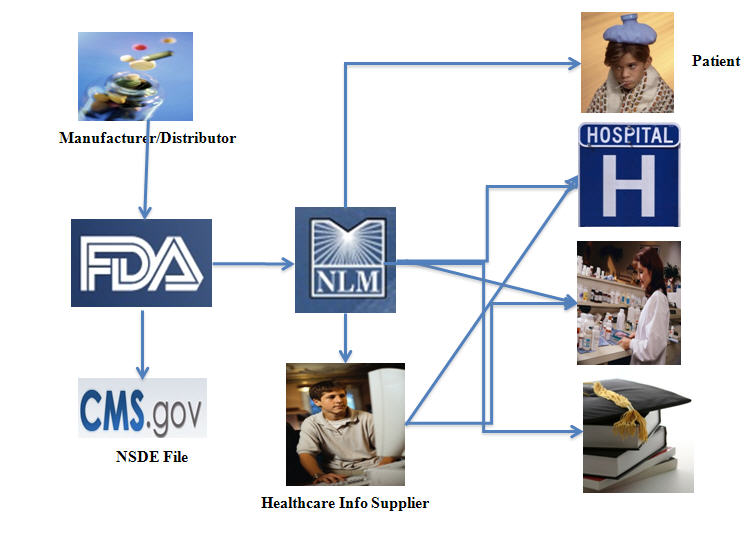 Patient
HOSPITAL
H
Manufacturer/Distributor
FDA
NLM
CMS.gov
NSDE File
Healthcare Info Supplier